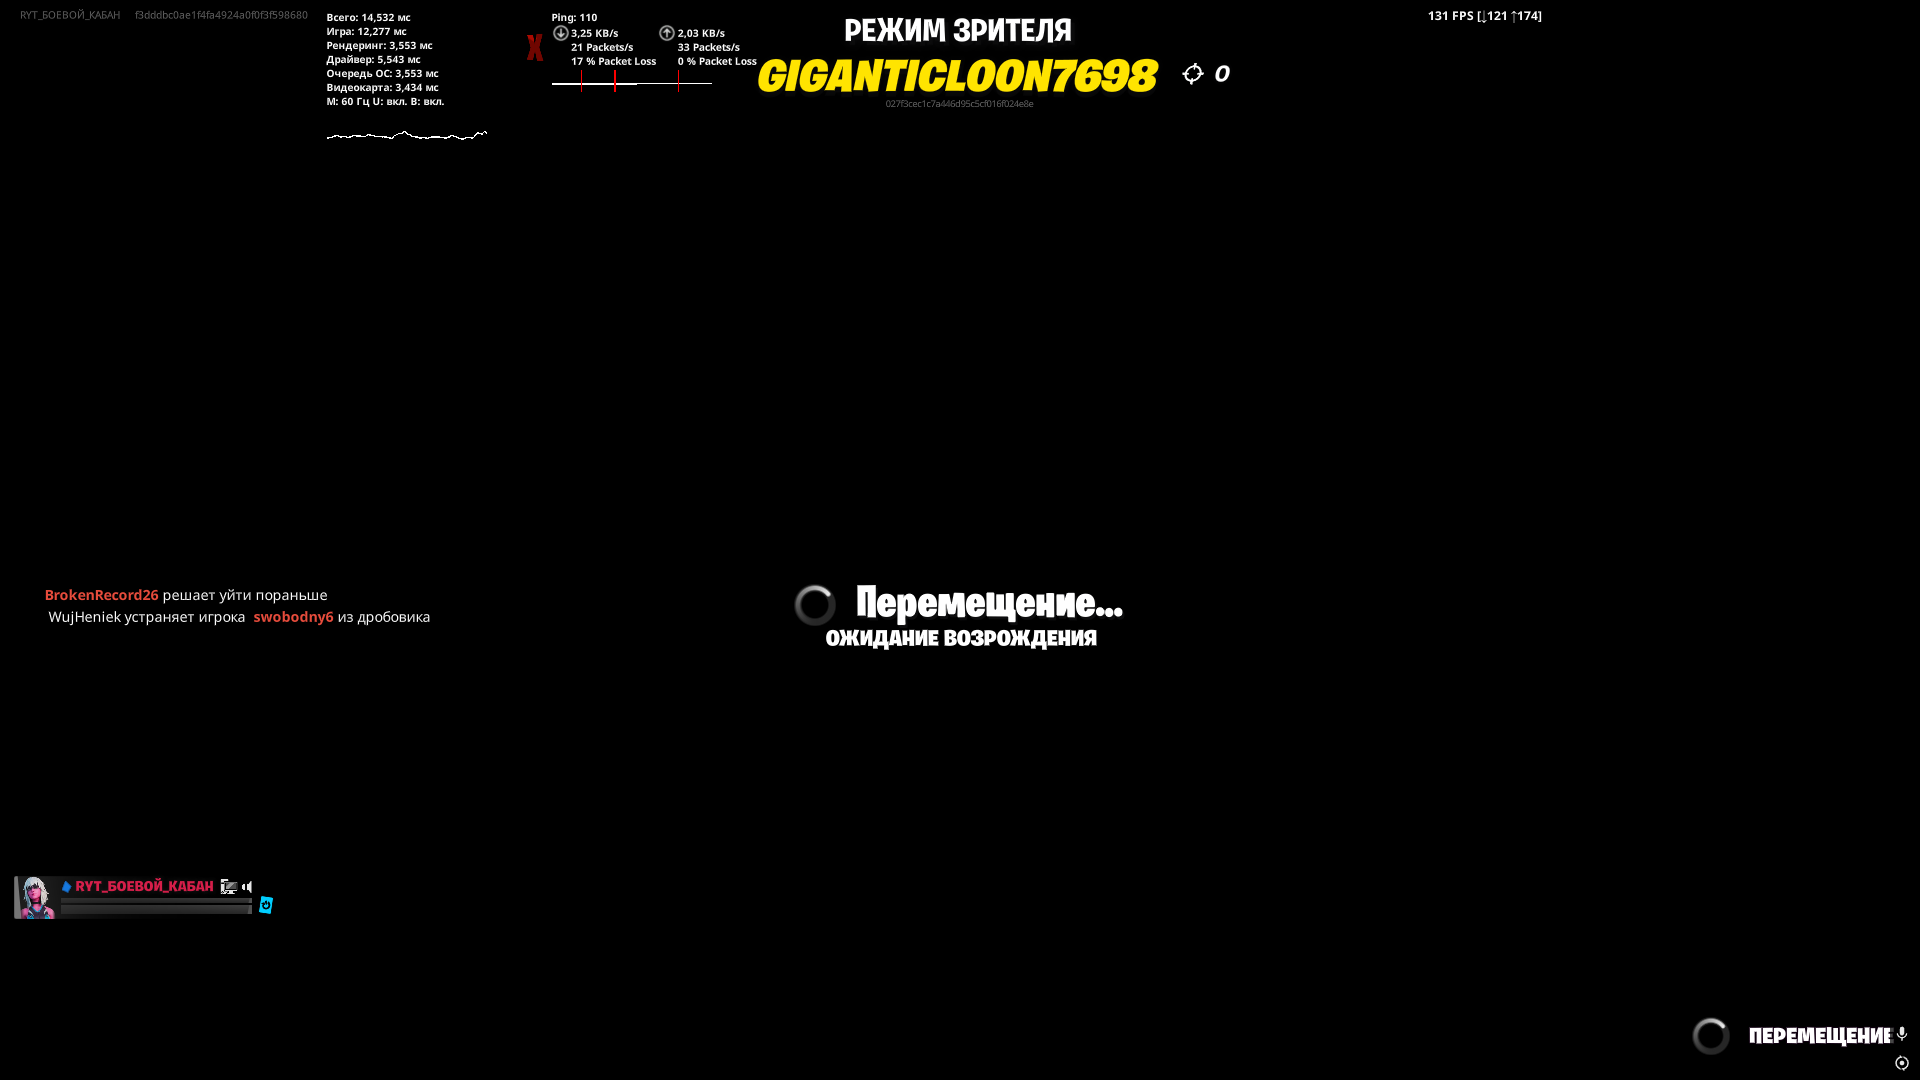 RYT_БОЕВОЙ_КАБАН f3dddbc0ae1f4fa4924a0f0f3f598680
Всего: 14,532 мс
Игра: 12,277 мс
Рендеринг: 3,553 мс
Драйвер: 5,543 мс
Очередь ОС: 3,553 мс
Видеокарта: 3,434 мс
М: 60 Гц U: вкл. В: вкл.
Ping: 110
3,25 KB/s 2,03 KB/s
21 Packets/s 33 Packets/s
17 % Packet Loss 0 % Packet Loss
РЕЖИМ ЗРИТЕЛЯ
GIGANTICLOON7698 0
027f3cec1c7a446d95c5cf016f024e8e
131 FPS [↓121 ↑174]
BrokenRecord26 решает уйти пораньше
WujHeniek устраняет игрока swobodny6 из дробовика
Перемещение...
ОЖИДАНИЕ ВОЗРОЖДЕНИЯ
RYT_БОЕВОЙ_КАБАН
ПЕРЕМЕЩЕНИЕ